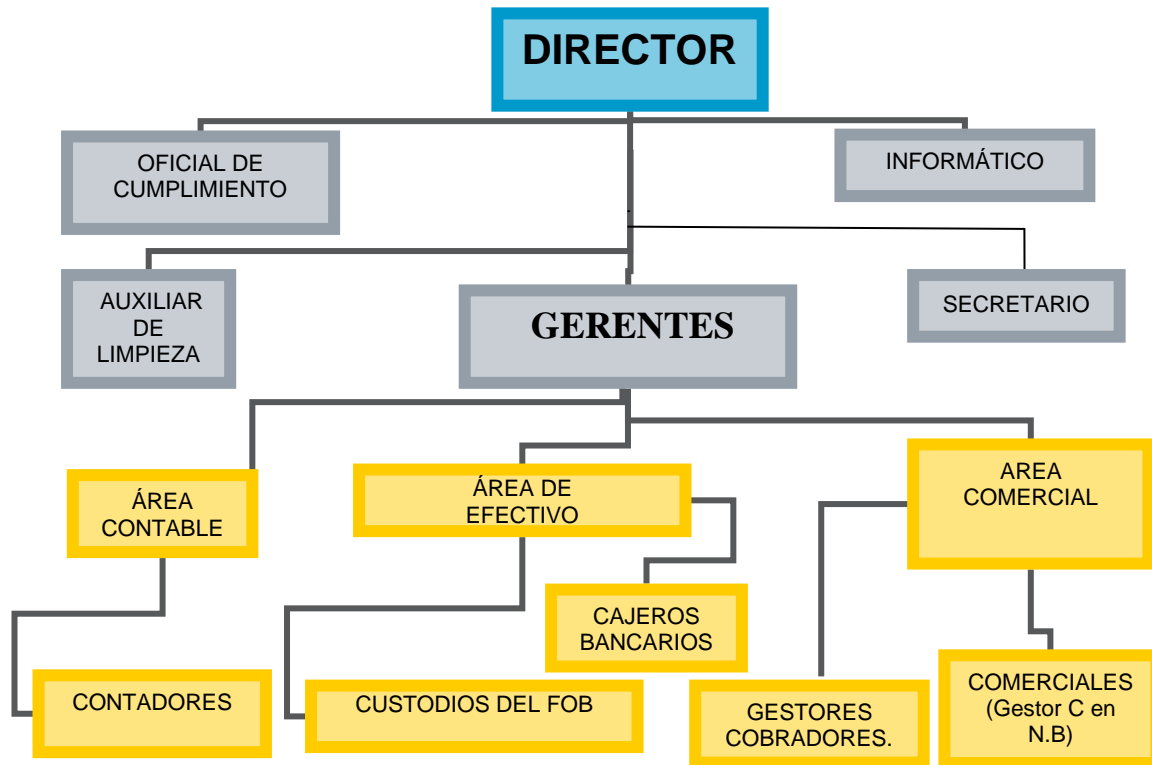 DIRECTOR
OFICIAL DE
CUMPLIMIENTO
INFORMÁTICO
AUXILIAR
DE
LIMPIEZA
GERENTES
SECRETARIO
ÁREA
CONTABLE
ÁREA DE
EFECTIVO
AREA
COMERCIAL
CAJEROS
BANCARIOS
CONTADORES
CUSTODIOS DEL FOB
GESTORES
COBRADORES.
COMERCIALES
(Gestor C en
N.B)